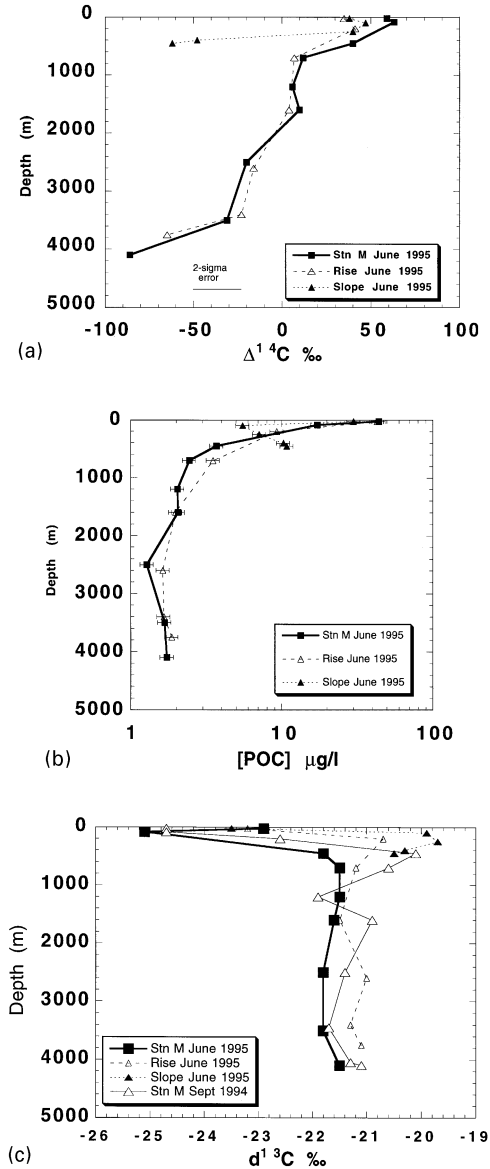 0
1000
2000
3000
4000
5000
Depth (m)
2-sigma
error
Stn M June 1995
Rise June 1995
Slope June 1995
-100 -50 0 50 100
(a)
Δ¹⁴C ‰
0
1000
2000
3000
4000
5000
Depth (m)
Stn M June 1995
Rise June 1995
Slope June 1995
1 10 100
(b)
[POC] μg/l
0
1000
2000
3000
4000
5000
Depth (m)
Stn M June 1995
Rise June 1995
Slope June 1995
Stn M Sept 1994
-26 -25 -24 -23 -22 -21 -20 -19
(c)
d¹³C ‰